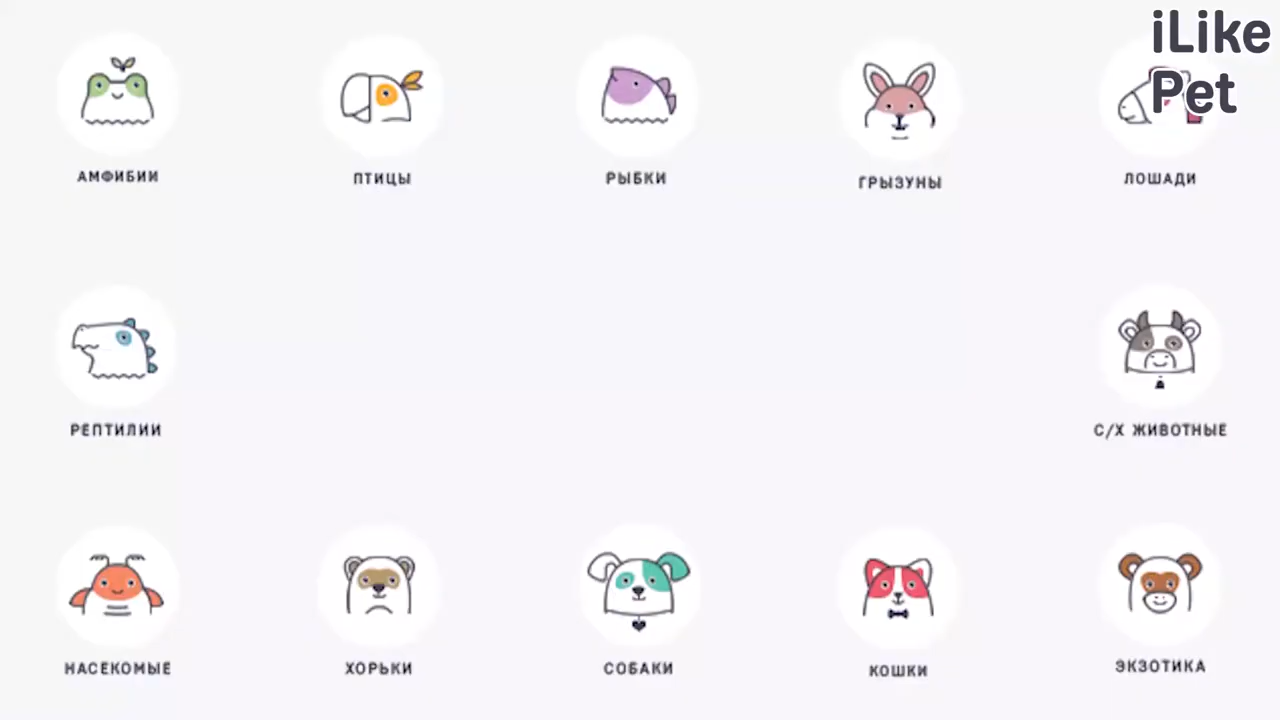 iLike
Pet
АМФИБИИ
ПТИЦЫ
РЫБКИ
ГРЫЗУНЫ
ЛОШАДИ
РЕПТИЛИИ
С/Х ЖИВОТНЫЕ
НАСЕКОМЫЕ
ХОРЬКИ
СОБАКИ
КОШКИ
ЭКЗОТИКА